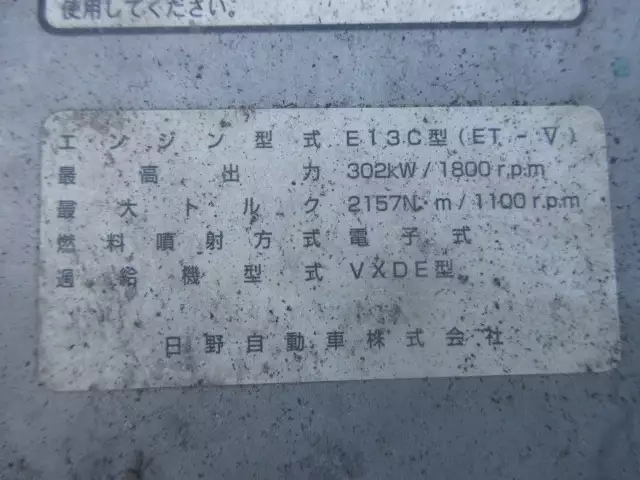 使用してください。
エンジン型式 E13C型(ET-Ⅴ)
最高出力 302kW/1800r.p.m
最大トルク 2157N·m/1100r.p.m
燃料噴射方式 電子式
過給機型式 VXDE型
日野自動車株式会社